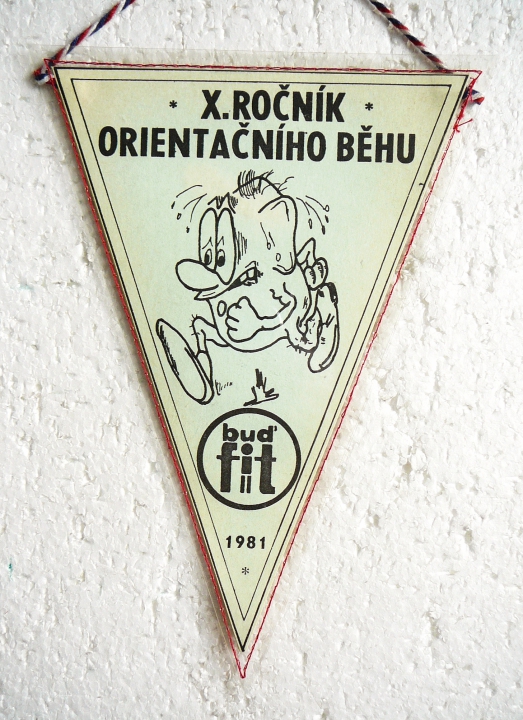 * X.ROČNÍK *
ORIENTAČNÍHO BĚHU
buď
fit
1981
*